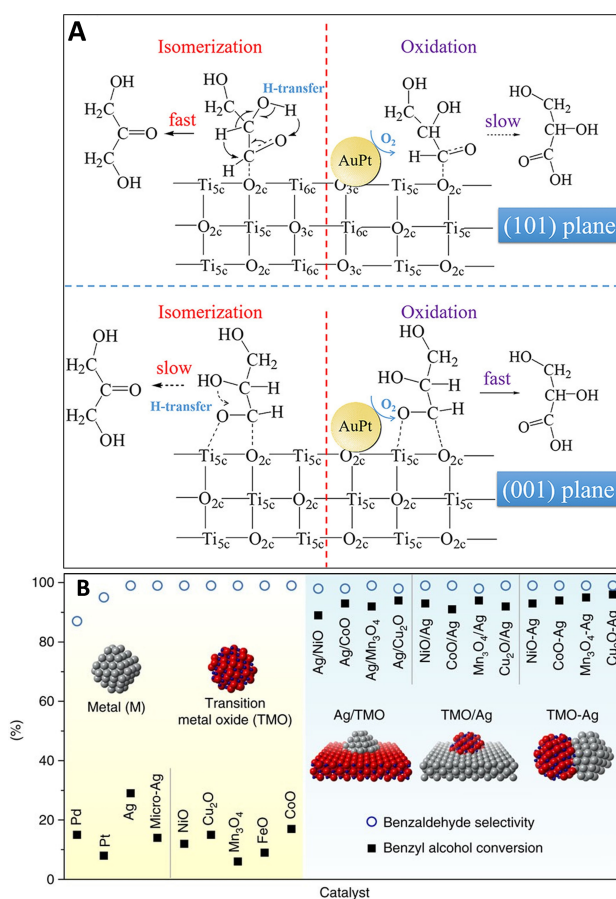 A
Isomerization
Oxidation
OH
H₂C
C=O
H₂C
OH
fast
HO
H₂C
O
H
H-transfer
H
C
C
O
H
AuPt
O₂
OH
H₂C
OH
CH
H C O
slow
HO
H₂C
CH–OH
O C
OH
Ti5c O2c Ti6c O3c Ti5c O2c
O2c Ti5c O3c Ti6c O2c Ti5c
Ti5c O2c Ti6c O3c Ti5c O2c
(101) plane
Isomerization
Oxidation
OH
H₂C
C=O
H₂C
OH
slow
H-transfer
HO
CH₂
HO C–H
O–C–H
AuPt
O₂
HO
CH₂
HO C–H
O–C–H
fast
HO
H₂C
CH–OH
O C
OH
Ti5c O2c Ti5c O2c Ti5c O2c
O2c Ti5c O2c Ti5c O2c Ti5c
Ti5c O2c Ti5c O2c Ti5c O2c
(001) plane
B
100
80
60
40
20
0
(%)
Metal (M)
Transition
metal oxide (TMO)
Pd
Pt
Ag
Micro-Ag
NiO
Cu₂O
Mn₃O₄
FeO
CoO
Ag/NiO
Ag/CoO
Ag/Mn₃O₄
Ag/Cu₂O
NiO/Ag
CoO/Ag
Mn₃O₄/Ag
Cu₂O/Ag
NiO-Ag
CoO-Ag
Mn₃O₄-Ag
Cu₂O-Ag
Ag/TMO
TMO/Ag
TMO-Ag
Benzaldehyde selectivity
Benzyl alcohol conversion
Catalyst